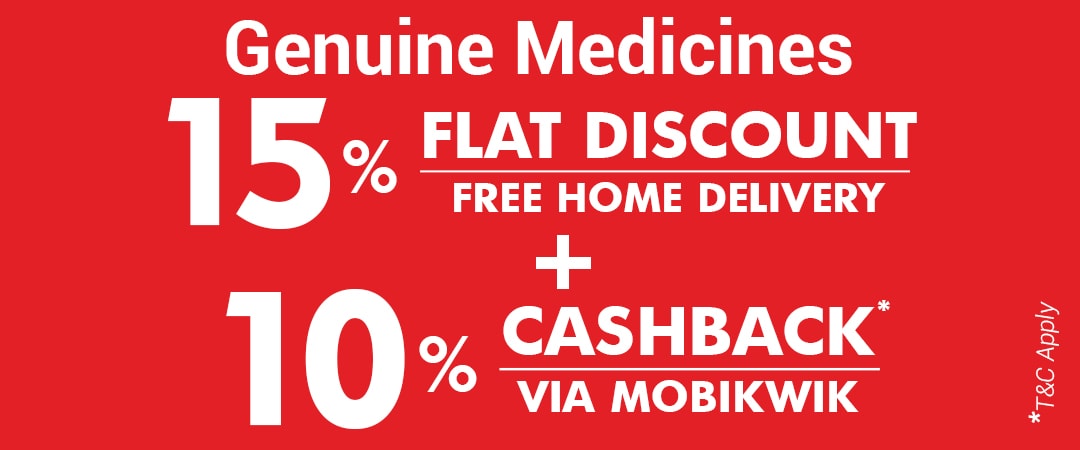 Genuine Medicines
15% FLAT DISCOUNT
FREE HOME DELIVERY
+
10% CASHBACK*
VIA MOBIKWIK
*T&C Apply